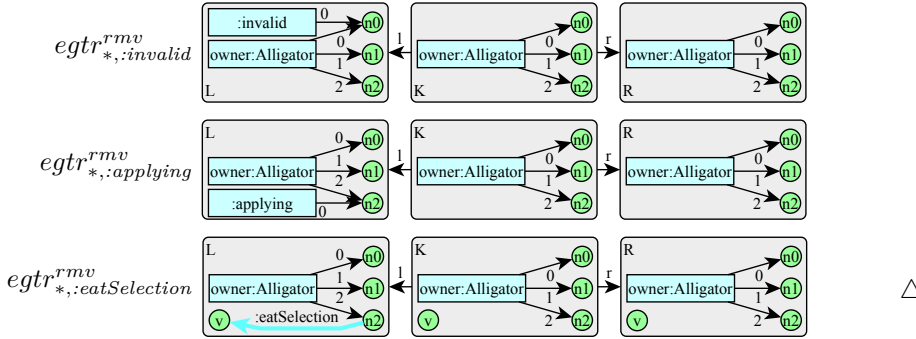 egtr^{rmv}_{*,:invalid}
:invalid 0 n0
owner:Alligator 0 n1
1
2 n2
L
l
n0
owner:Alligator 0 n1
1
2 n2
K
r
n0
owner:Alligator 0 n1
1
2 n2
R
egtr^{rmv}_{*,:applying}
L
0 n0
owner:Alligator 1 n1
2
:applying 0 n2
l
K
n0
owner:Alligator 0 n1
1
2 n2
r
R
n0
owner:Alligator 0 n1
1
2 n2
egtr^{rmv}_{*,:eatSelection}
L
0 n0
owner:Alligator 1 n1
2
v :eatSelection n2
l
K
n0
owner:Alligator 0 n1
1
v 2 n2
r
R
n0
owner:Alligator 0 n1
1
v 2 n2
△